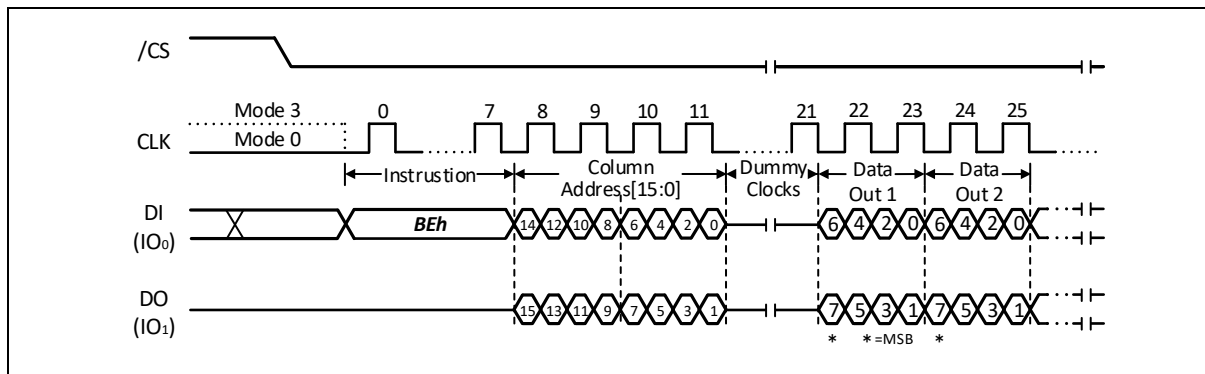 /CS
Mode 3 0 7 8 9 10 11 21 22 23 24 25
CLK Mode 0
Instrustion Column Address[15:0] Dummy Clocks Data Out 1 Data Out 2
DI (IO0) BEh 14 12 10 8 6 4 2 0 6 4 2 0 6 4 2 0
DO (IO1) 15 13 11 9 7 5 3 1 7 5 3 1 7 5 3 1
* * =MSB *